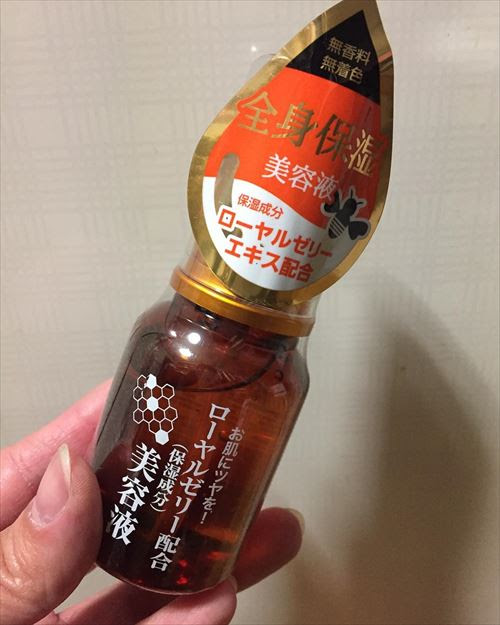 無香料
無着色
全身保湿
美容液
保湿成分
ローヤルゼリー
エキス配合
お肌にツヤを!
ローヤルゼリー配合
(保湿成分)
美容液